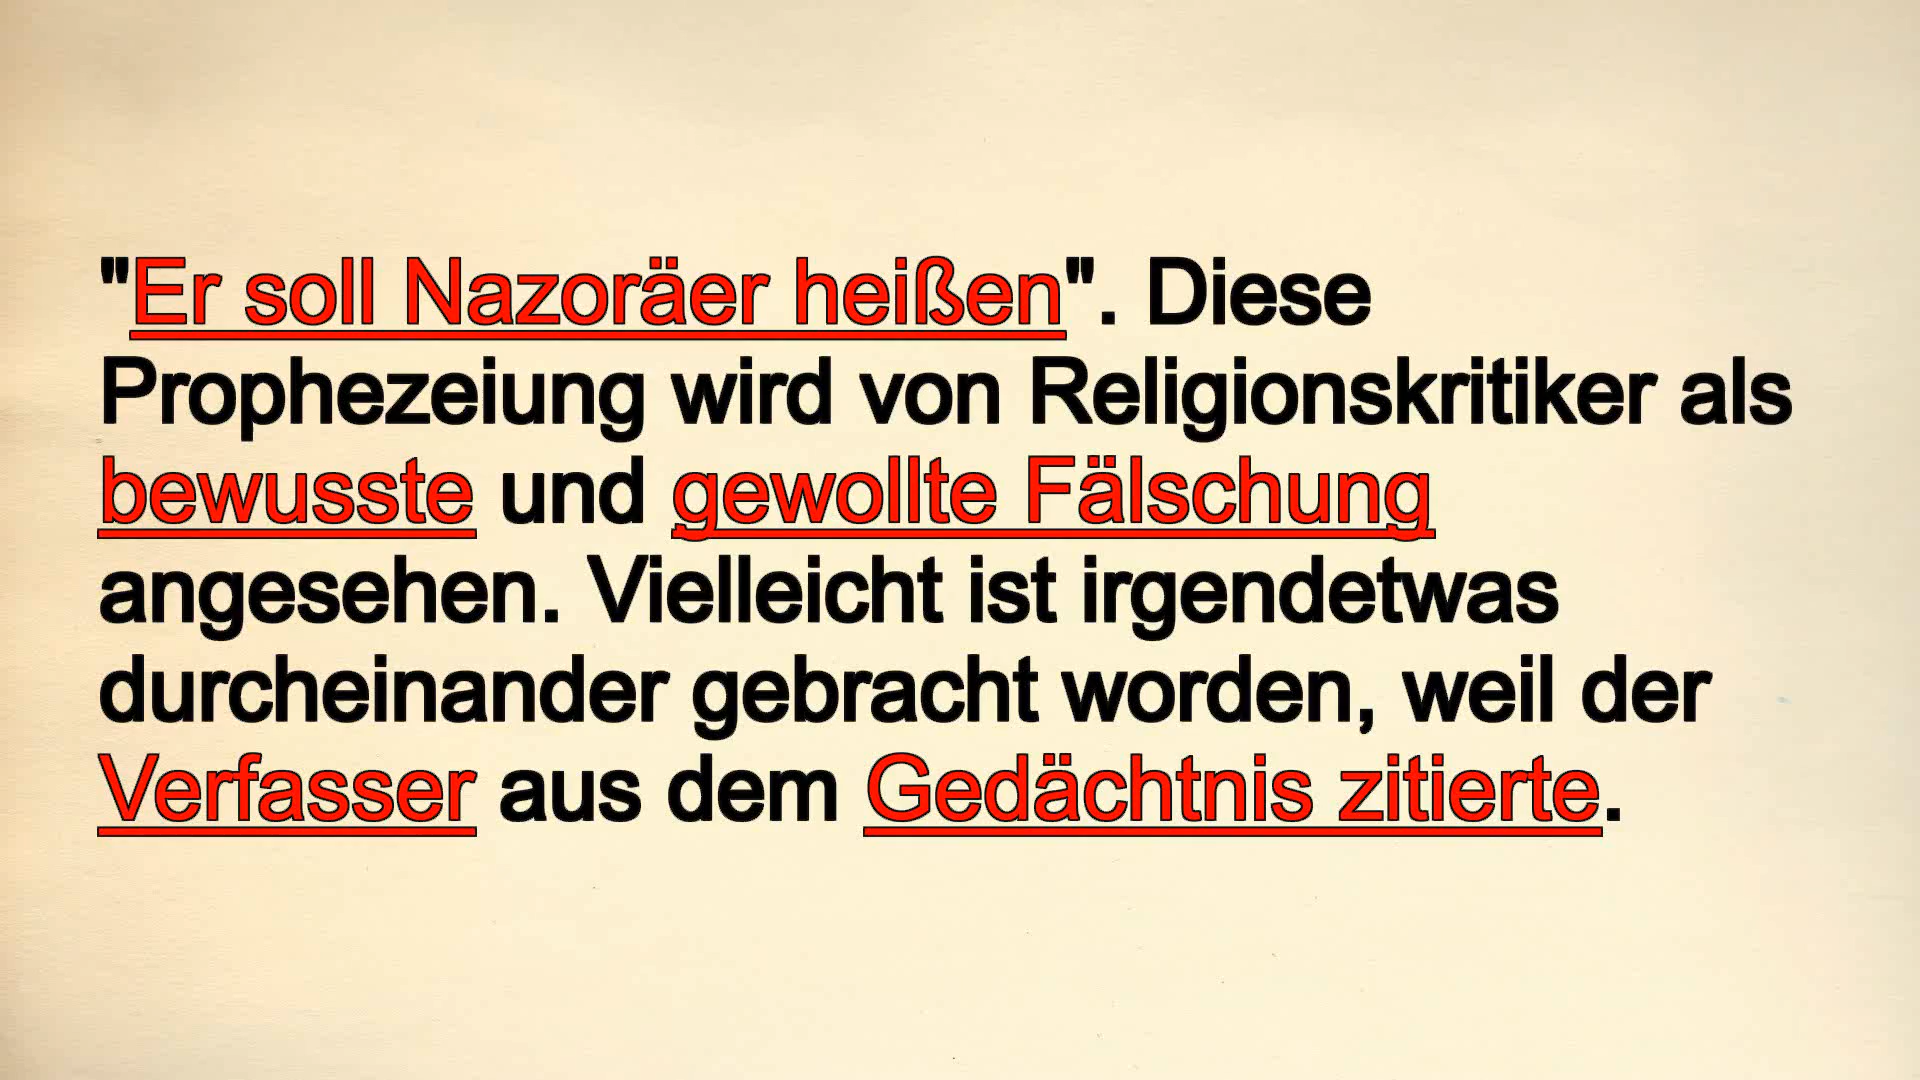 "Er soll Nazoräer heißen". Diese
Prophezeiung wird von Religionskritiker als
bewusste und gewollte Fälschung
angesehen. Vielleicht ist irgendetwas
durcheinander gebracht worden, weil der
Verfasser aus dem Gedächtnis zitierte.